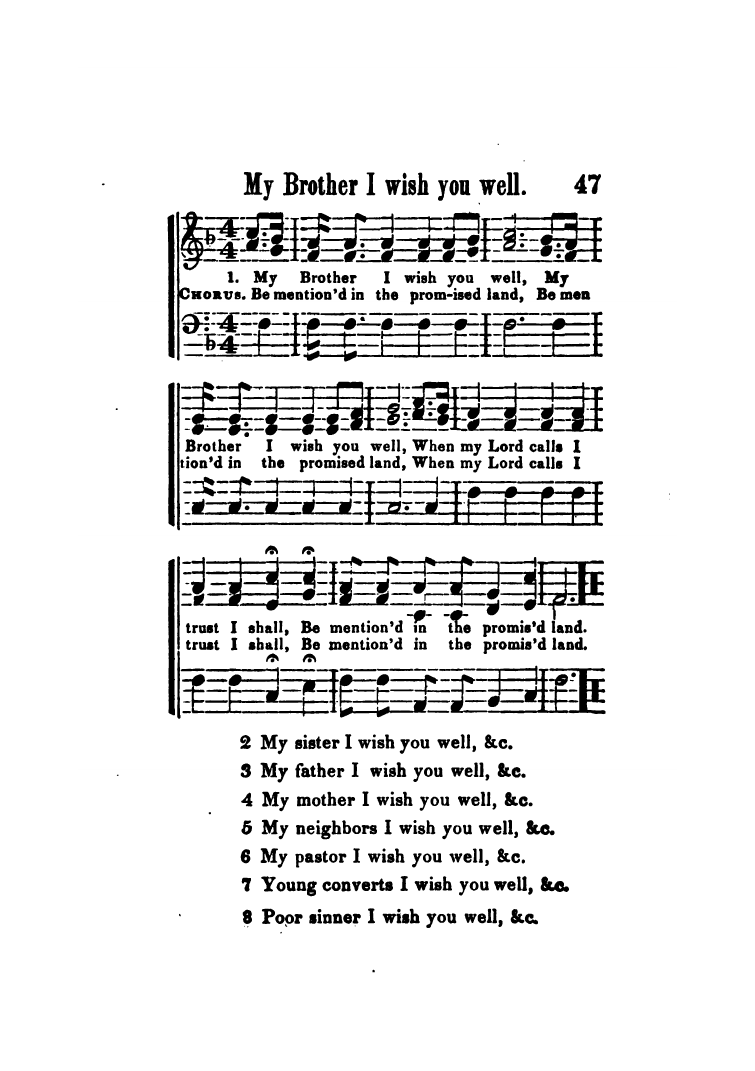 My Brother I wish you well. 47
1. My Brother I wish you well, My
CHORUS. Be mention'd in the prom-ised land, Be men
Brother I wish you well, When my Lord calls I
tion'd in the promised land, When my Lord calls I
trust I shall, Be mention'd in the promis'd land.
trust I shall, Be mention'd in the promis'd land.
2 My sister I wish you well, &c.
3 My father I wish you well, &c.
4 My mother I wish you well, &c.
5 My neighbors I wish you well, &c.
6 My pastor I wish you well, &c.
7 Young converts I wish you well, &c.
8 Poor sinner I wish you well, &c.